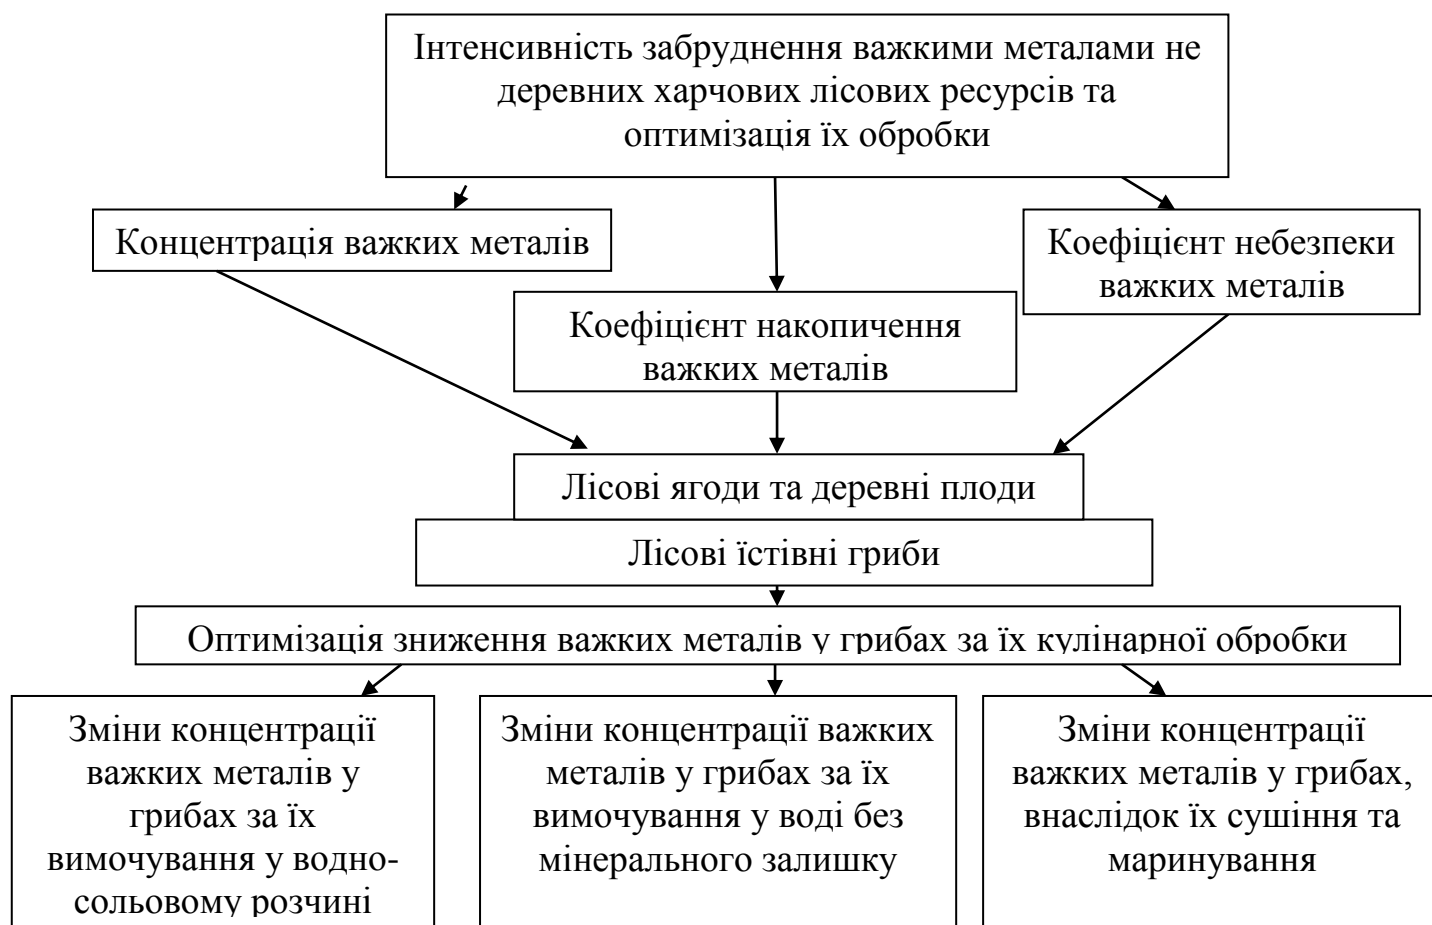 Інтенсивність забруднення важкими металами не
деревних харчових лісових ресурсів та
оптимізація їх обробки
Концентрація важких металів
Коефіцієнт небезпеки
важких металів
Коефіцієнт накопичення
важких металів
Лісові ягоди та деревні плоди
Лісові їстівні гриби
Оптимізація зниження важких металів у грибах за їх кулінарної обробки
Зміни концентрації
важких металів у
грибах за їх
вимочування у водно-
сольовому розчині
Зміни концентрації важких
металів у грибах за їх
вимочування у воді без
мінерального залишку
Зміни концентрації
важких металів у грибах,
внаслідок їх сушіння та
маринування